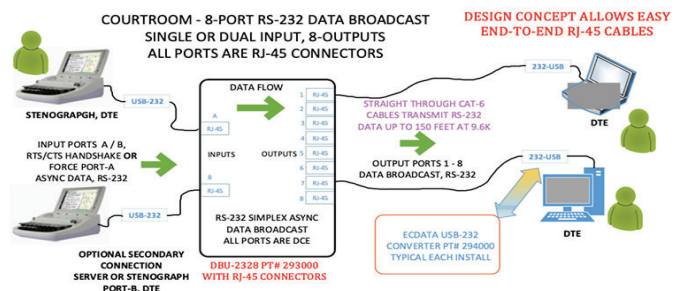 COURTROOM - 8-PORT RS-232 DATA BROADCAST
SINGLE OR DUAL INPUT, 8-OUTPUTS
ALL PORTS ARE RJ-45 CONNECTORS
DESIGN CONCEPT ALLOWS EASY
END-TO-END RJ-45 CABLES
USB-232
STENOGRAPGH, DTE
INPUT PORTS A / B,
RTS/CTS HANDSHAKE OR
FORCE PORT-A
ASYNC DATA, RS-232
USB-232
OPTIONAL SECONDARY
CONNECTION
SERVER OR STENOGRAPH
PORT-B, DTE
DATA FLOW
A
RJ-45
INPUTS
B
RJ-45
OUTPUTS
1 RJ-45
2 RJ-45
3 RJ-45
4 RJ-45
5 RJ-45
6 RJ-45
7 RJ-45
8 RJ-45
RS-232 SIMPLEX ASYNC
DATA BROADCAST
ALL PORTS ARE DCE
DBU-2328 PT# 293000
WITH RJ-45 CONNECTORS
STRAIGHT THROUGH CAT-6
CABLES TRANSMIT RS-232
DATA UP TO 150 FEET AT 9.6K
OUTPUT PORTS 1 - 8
DATA BROADCAST, RS-232
232-USB
DTE
232-USB
DTE
ECDATA USB-232
CONVERTER PT# 294000
TYPICAL EACH INSTALL